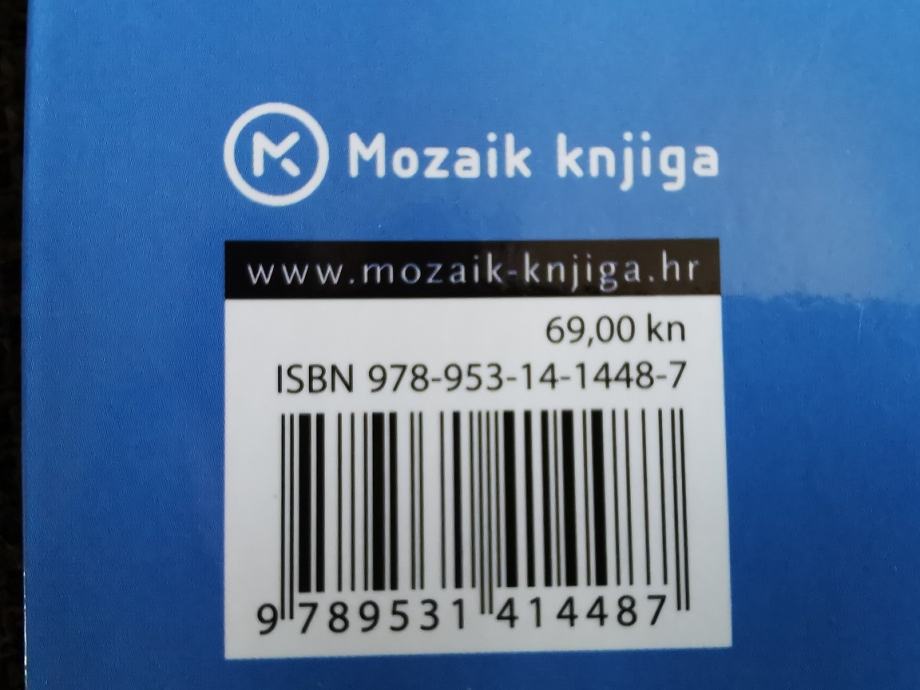 Mozaik knjiga
www.mozaik-knjiga.hr
69,00 kn
ISBN 978-953-14-1448-7
9 789531 414487